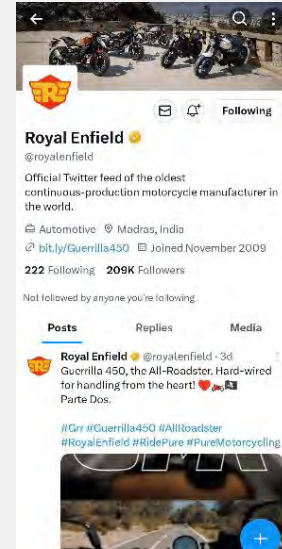 Following
Royal Enfield
@royalenfield
Official Twitter feed of the oldest
continuous-production motorcycle manufacturer in
the world.
Automotive Madras, India
bit.ly/Guerrilla450 Joined November 2009
222 Following 209K Followers
Not followed by anyone you're following
Posts Replies Media
Royal Enfield @royalenfield · 3d
Guerrilla 450, the All-Roadster. Hard-wired
for handling from the heart!
Parte Dos.
#Grr #Guerrilla450 #AllRoadster
#RoyalEnfield #RidePure #PureMotorcycling